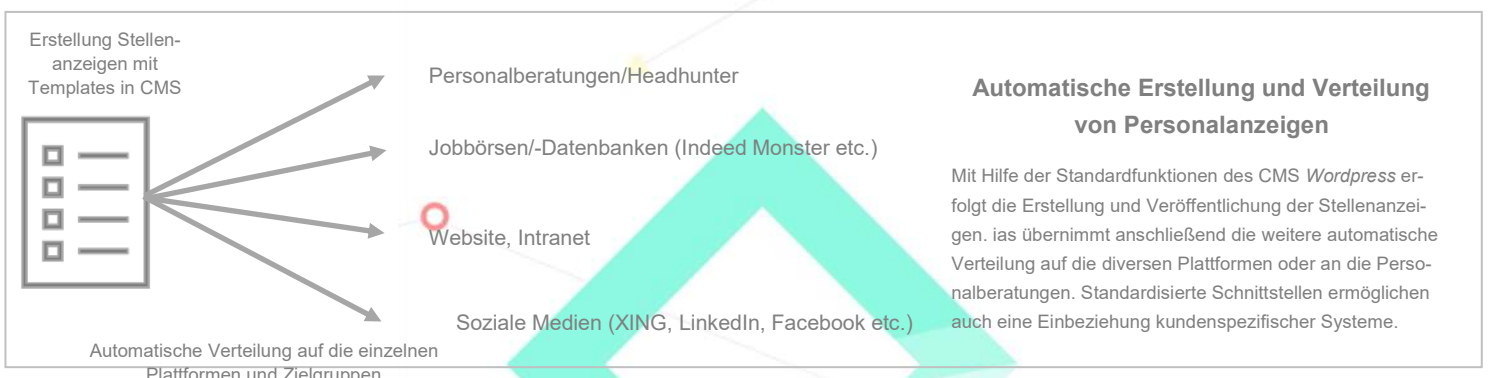 Erstellung Stellen-
anzeigen mit
Templates in CMS
Personalberatungen/Headhunter
Jobbörsen/-Datenbanken (Indeed Monster etc.)
Website, Intranet
Soziale Medien (XING, LinkedIn, Facebook etc.)
Automatische Verteilung auf die einzelnen
Plattformen und Zielgruppen
Automatische Erstellung und Verteilung
von Personalanzeigen
Mit Hilfe der Standardfunktionen des CMS Wordpress er-
folgt die Erstellung und Veröffentlichung der Stellenanzei-
gen. ias übernimmt anschließend die weitere automatische
Verteilung auf die diversen Plattformen oder an die Perso-
nalberatungen. Standardisierte Schnittstellen ermöglichen
auch eine Einbeziehung kundenspezifischer Systeme.